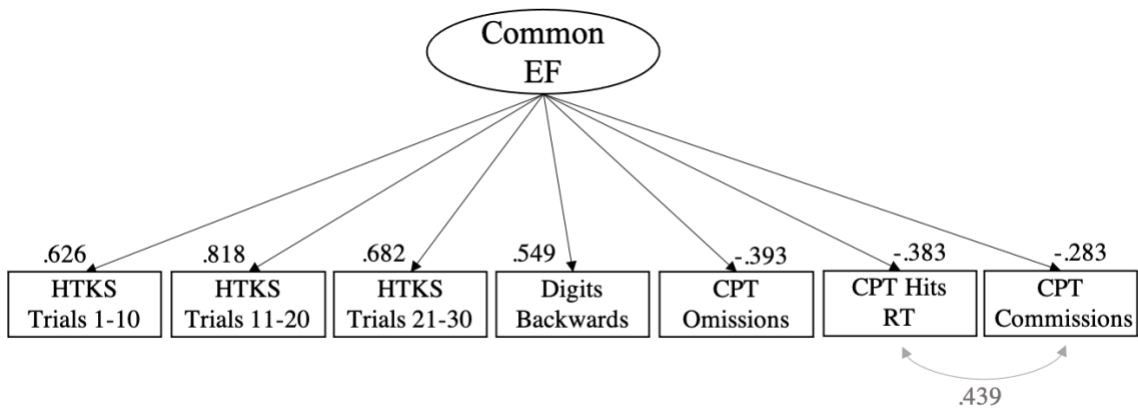 Common
EF
.626
.818
.682
.549
-.393
-.383
-.283
HTKS
Trials 1-10
HTKS
Trials 11-20
HTKS
Trials 21-30
Digits
Backwards
CPT
Omissions
CPT Hits
RT
CPT
Commissions
.439